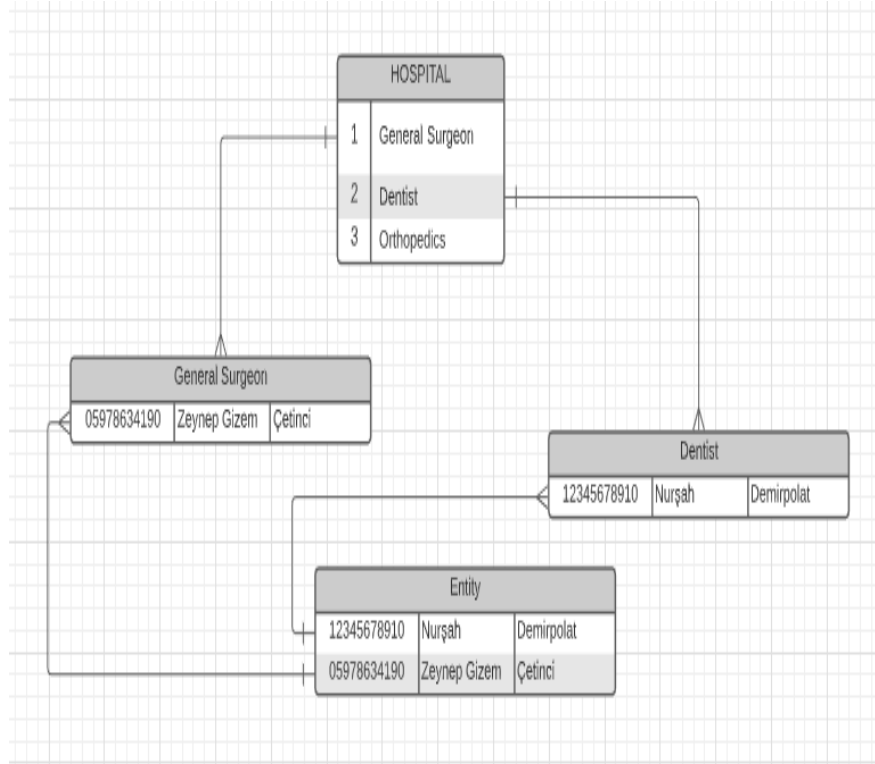 HOSPITAL
1 General Surgeon
2 Dentist
3 Orthopedics
General Surgeon
05978634190 Zeynep Gizem Çetinci
Dentist
12345678910 Nurşah Demirpolat
Entity
12345678910 Nurşah Demirpolat
05978634190 Zeynep Gizem Çetinci